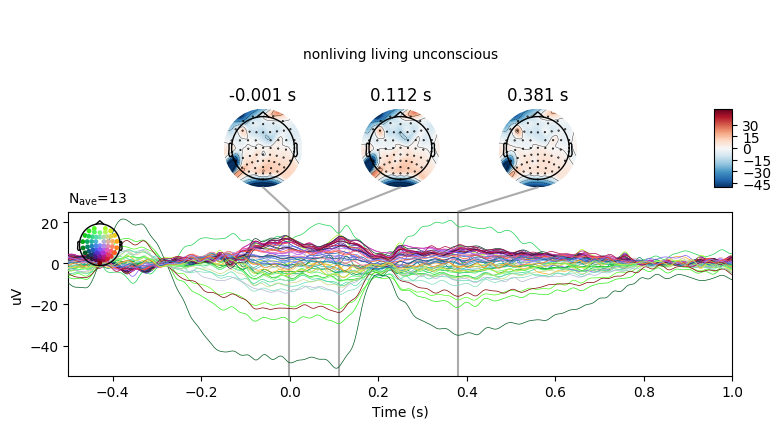 nonliving living unconscious
-0.001 s 0.112 s 0.381 s
30
15
0
−15
−30
−45
Nave=13
20
0
−20
−40
uV
−0.4 −0.2 0.0 0.2 0.4 0.6 0.8 1.0
Time (s)